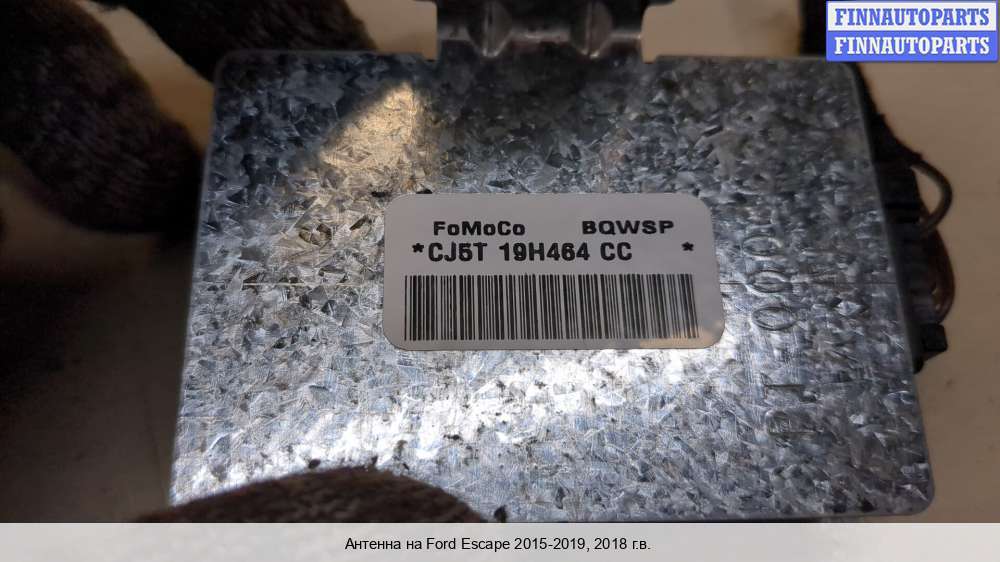 FINNAUTOPARTS
FINNAUTOPARTS
FoMoCo BQWSP
*CJ5T 19H464 CC *
Антенна на Ford Escape 2015-2019, 2018 г.в.